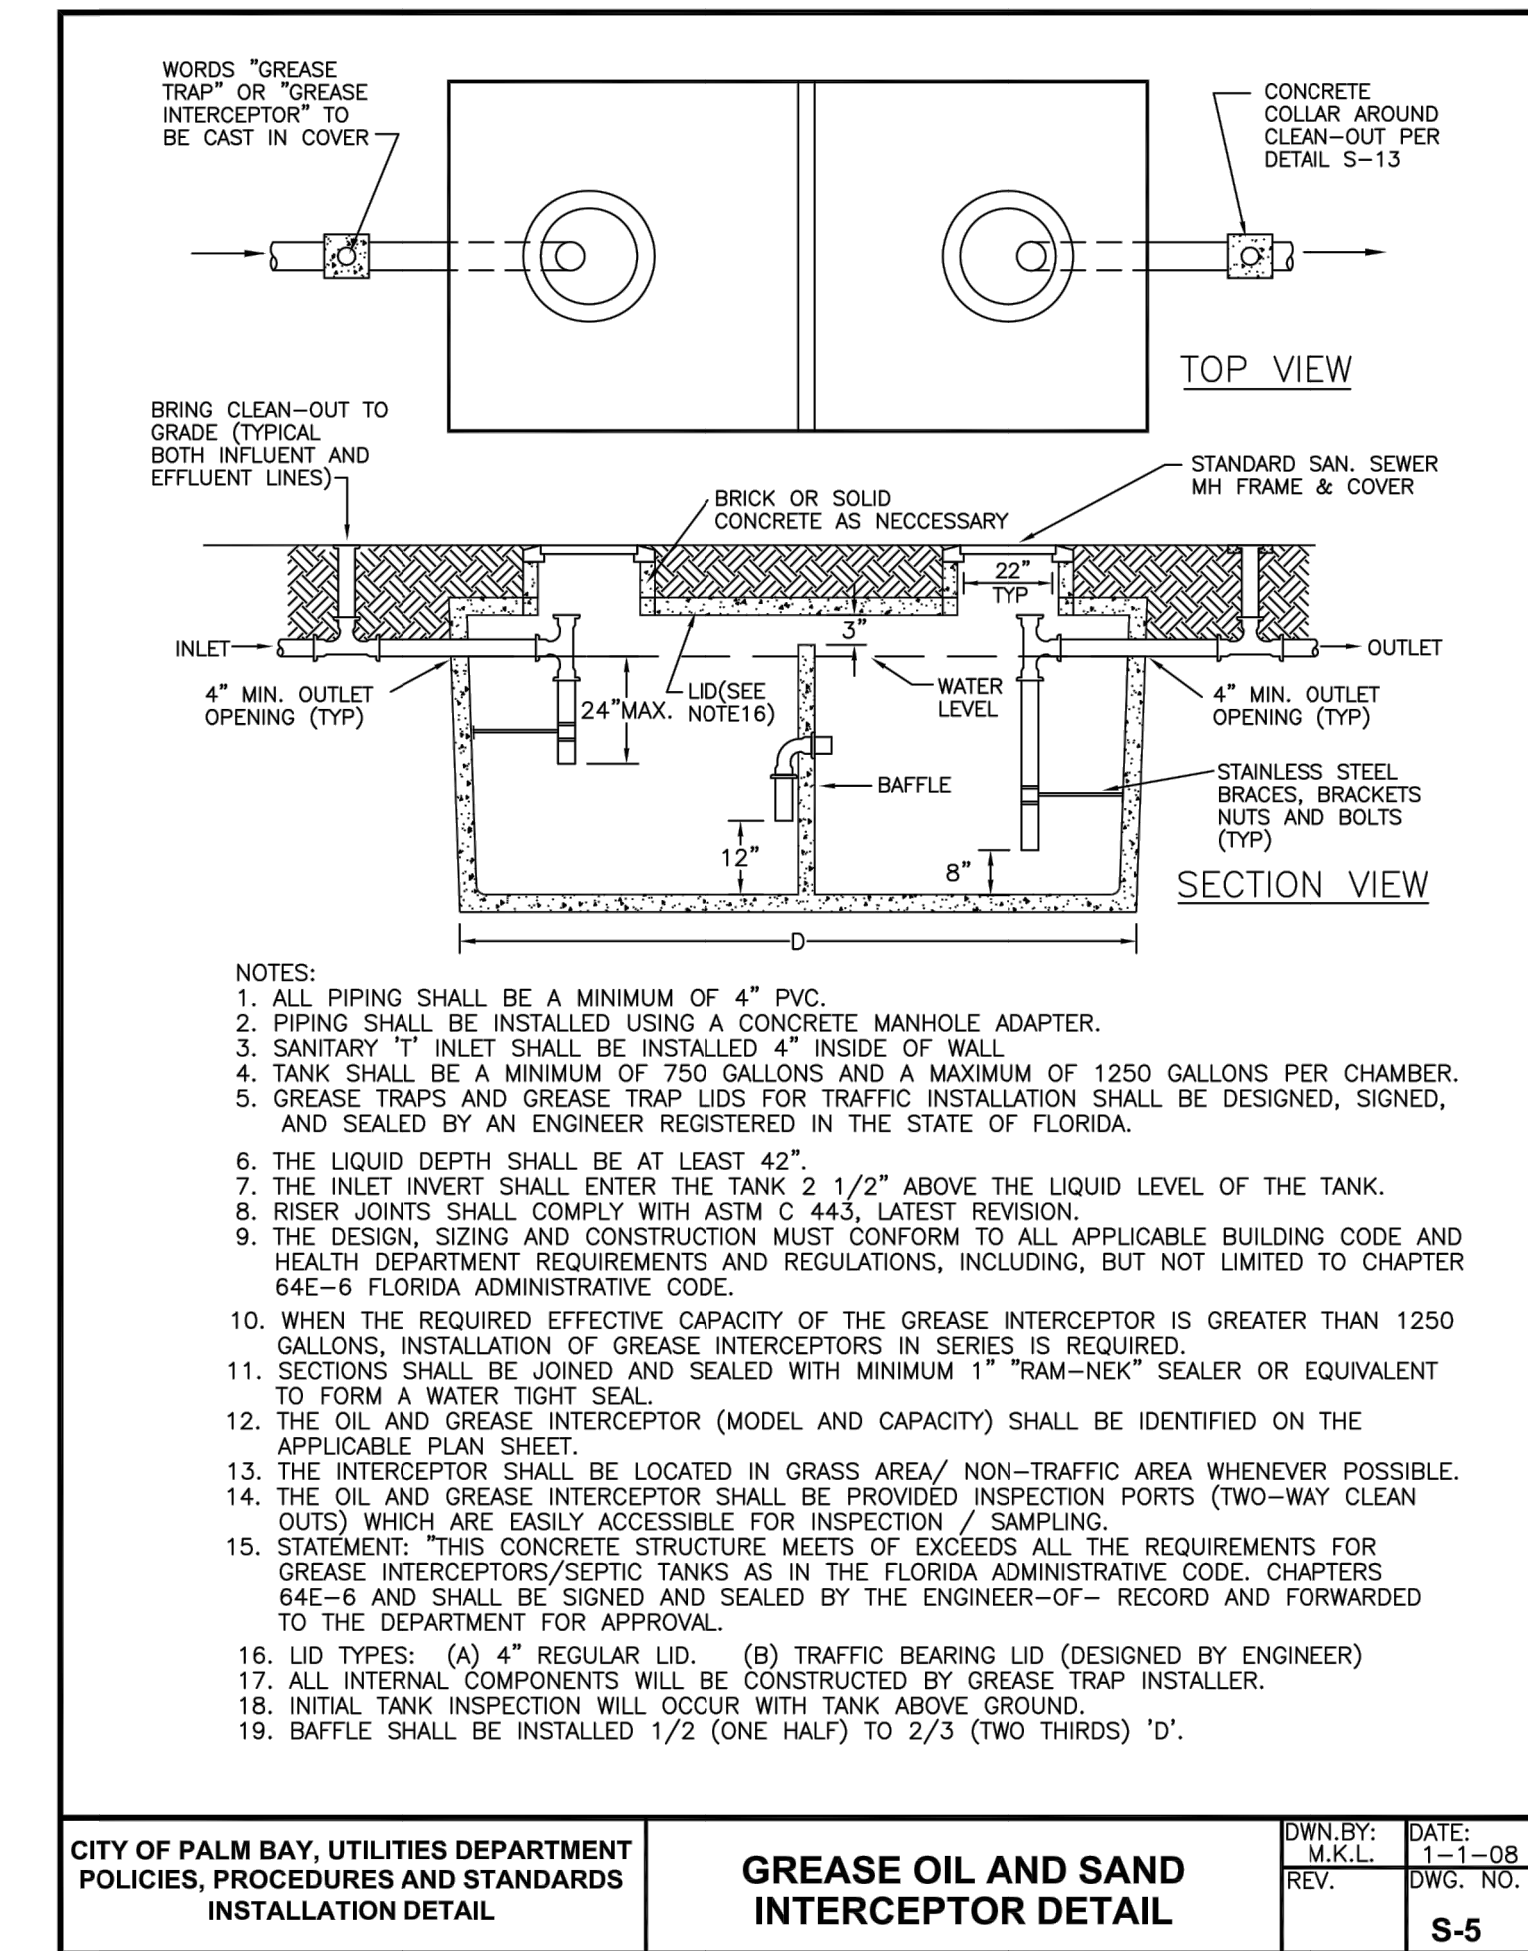 WORDS "GREASE
TRAP" OR "GREASE
INTERCEPTOR" TO
BE CAST IN COVER
CONCRETE
COLLAR AROUND
CLEAN-OUT PER
DETAIL S-13
TOP VIEW
BRING CLEAN-OUT TO
GRADE (TYPICAL
BOTH INFLUENT AND
EFFLUENT LINES)
STANDARD SAN. SEWER
MH FRAME & COVER
BRICK OR SOLID
CONCRETE AS NECCESSARY
22"
TYP
3"
INLET
OUTLET
4" MIN. OUTLET
OPENING (TYP)
24"MAX.
LID(SEE
NOTE16)
WATER
LEVEL
4" MIN. OUTLET
OPENING (TYP)
BAFFLE
STAINLESS STEEL
BRACES, BRACKETS
NUTS AND BOLTS
(TYP)
12"
8"
SECTION VIEW
D
NOTES:
1. ALL PIPING SHALL BE A MINIMUM OF 4" PVC.
2. PIPING SHALL BE INSTALLED USING A CONCRETE MANHOLE ADAPTER.
3. SANITARY 'T' INLET SHALL BE INSTALLED 4" INSIDE OF WALL
4. TANK SHALL BE A MINIMUM OF 750 GALLONS AND A MAXIMUM OF 1250 GALLONS PER CHAMBER.
5. GREASE TRAPS AND GREASE TRAP LIDS FOR TRAFFIC INSTALLATION SHALL BE DESIGNED, SIGNED,
AND SEALED BY AN ENGINEER REGISTERED IN THE STATE OF FLORIDA.
6. THE LIQUID DEPTH SHALL BE AT LEAST 42".
7. THE INLET INVERT SHALL ENTER THE TANK 2 1/2" ABOVE THE LIQUID LEVEL OF THE TANK.
8. RISER JOINTS SHALL COMPLY WITH ASTM C 443, LATEST REVISION.
9. THE DESIGN, SIZING AND CONSTRUCTION MUST CONFORM TO ALL APPLICABLE BUILDING CODE AND
HEALTH DEPARTMENT REQUIREMENTS AND REGULATIONS, INCLUDING, BUT NOT LIMITED TO CHAPTER
64E-6 FLORIDA ADMINISTRATIVE CODE.
10. WHEN THE REQUIRED EFFECTIVE CAPACITY OF THE GREASE INTERCEPTOR IS GREATER THAN 1250
GALLONS, INSTALLATION OF GREASE INTERCEPTORS IN SERIES IS REQUIRED.
11. SECTIONS SHALL BE JOINED AND SEALED WITH MINIMUM 1" "RAM-NEK" SEALER OR EQUIVALENT
TO FORM A WATER TIGHT SEAL.
12. THE OIL AND GREASE INTERCEPTOR (MODEL AND CAPACITY) SHALL BE IDENTIFIED ON THE
APPLICABLE PLAN SHEET.
13. THE INTERCEPTOR SHALL BE LOCATED IN GRASS AREA/ NON-TRAFFIC AREA WHENEVER POSSIBLE.
14. THE OIL AND GREASE INTERCEPTOR SHALL BE PROVIDED INSPECTION PORTS (TWO-WAY CLEAN
OUTS) WHICH ARE EASILY ACCESSIBLE FOR INSPECTION / SAMPLING.
15. STATEMENT: "THIS CONCRETE STRUCTURE MEETS OF EXCEEDS ALL THE REQUIREMENTS FOR
GREASE INTERCEPTORS/SEPTIC TANKS AS IN THE FLORIDA ADMINISTRATIVE CODE. CHAPTERS
64E-6 AND SHALL BE SIGNED AND SEALED BY THE ENGINEER-OF- RECORD AND FORWARDED
TO THE DEPARTMENT FOR APPROVAL.
16. LID TYPES: (A) 4" REGULAR LID. (B) TRAFFIC BEARING LID (DESIGNED BY ENGINEER)
17. ALL INTERNAL COMPONENTS WILL BE CONSTRUCTED BY GREASE TRAP INSTALLER.
18. INITIAL TANK INSPECTION WILL OCCUR WITH TANK ABOVE GROUND.
19. BAFFLE SHALL BE INSTALLED 1/2 (ONE HALF) TO 2/3 (TWO THIRDS) 'D'.
CITY OF PALM BAY, UTILITIES DEPARTMENT
POLICIES, PROCEDURES AND STANDARDS
INSTALLATION DETAIL
GREASE OIL AND SAND
INTERCEPTOR DETAIL
DWN.BY:
M.K.L.
DATE:
1-1-08
REV.
DWG. NO.
S-5